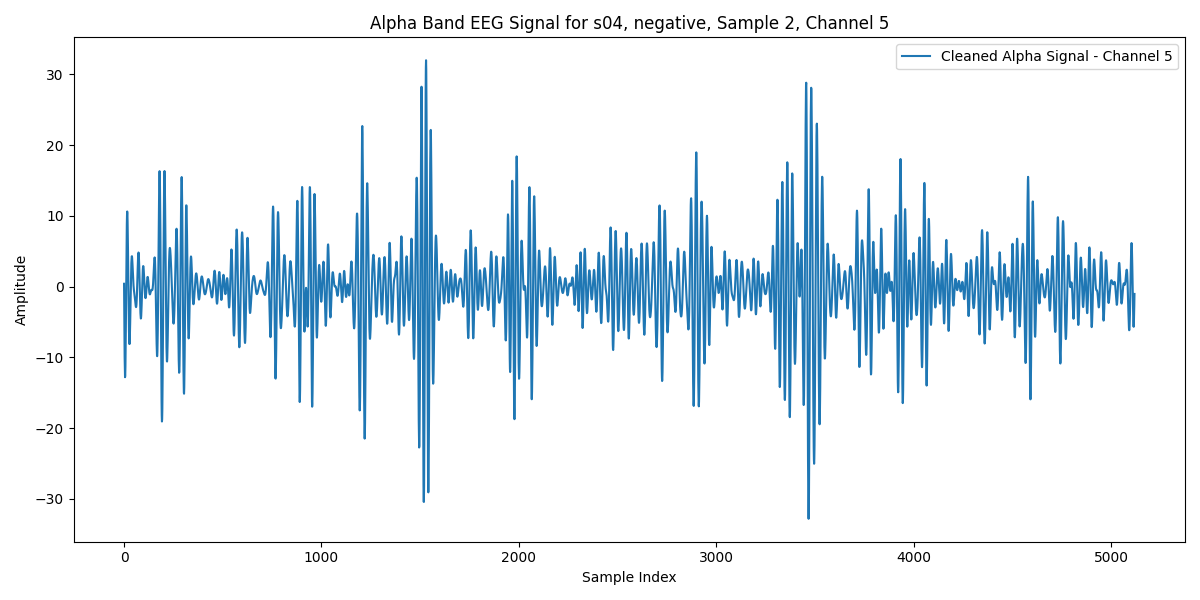 Alpha Band EEG Signal for s04, negative, Sample 2, Channel 5
Cleaned Alpha Signal - Channel 5
Amplitude
30
20
10
0
−10
−20
−30
0 1000 2000 3000 4000 5000
Sample Index